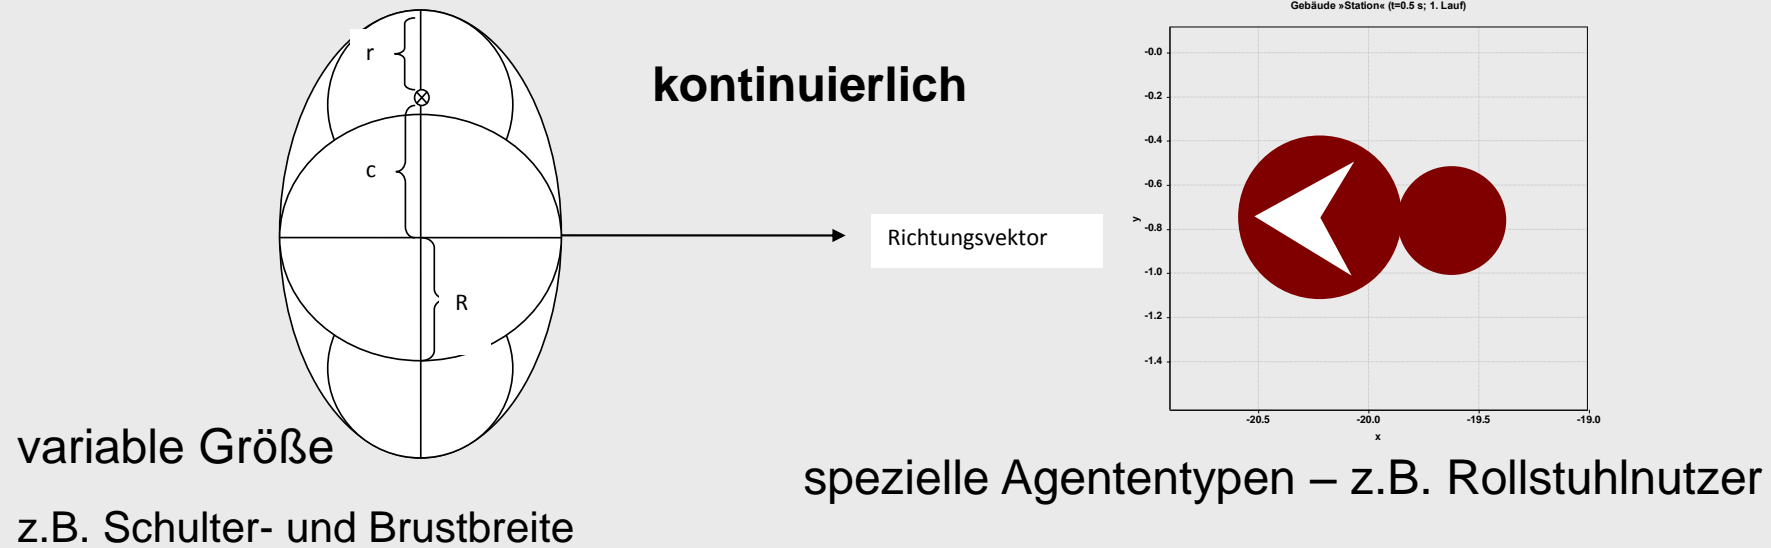 Gebäude »Station« (t=0.5 s; 1. Lauf)
r
kontinuierlich
c
Richtungsvektor
R
-0.0
-0.2
-0.4
-0.6
-0.8
-1.0
-1.2
-1.4
y
-20.5 -20.0 -19.5 -19.0
x
variable Größe
z.B. Schulter- und Brustbreite
spezielle Agententypen – z.B. Rollstuhlnutzer